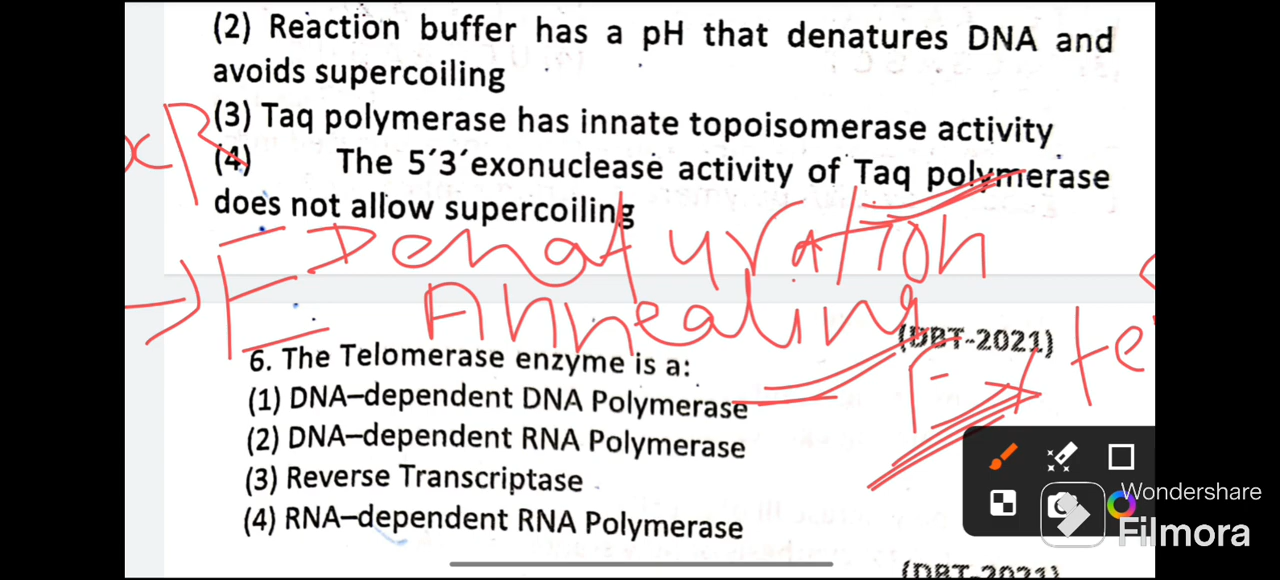 (2) Reaction buffer has a pH that denatures DNA and
avoids supercoiling
(3) Taq polymerase has innate topoisomerase activity
(4) The 5′3′exonuclease activity of Taq polymerase
does not allow supercoiling
Denaturation
Annealing
(DBT-2021)
6. The Telomerase enzyme is a:
(1) DNA–dependent DNA Polymerase
(2) DNA–dependent RNA Polymerase
(3) Reverse Transcriptase
(4) RNA–dependent RNA Polymerase
(DBT-2021)
Wondershare
Filmora